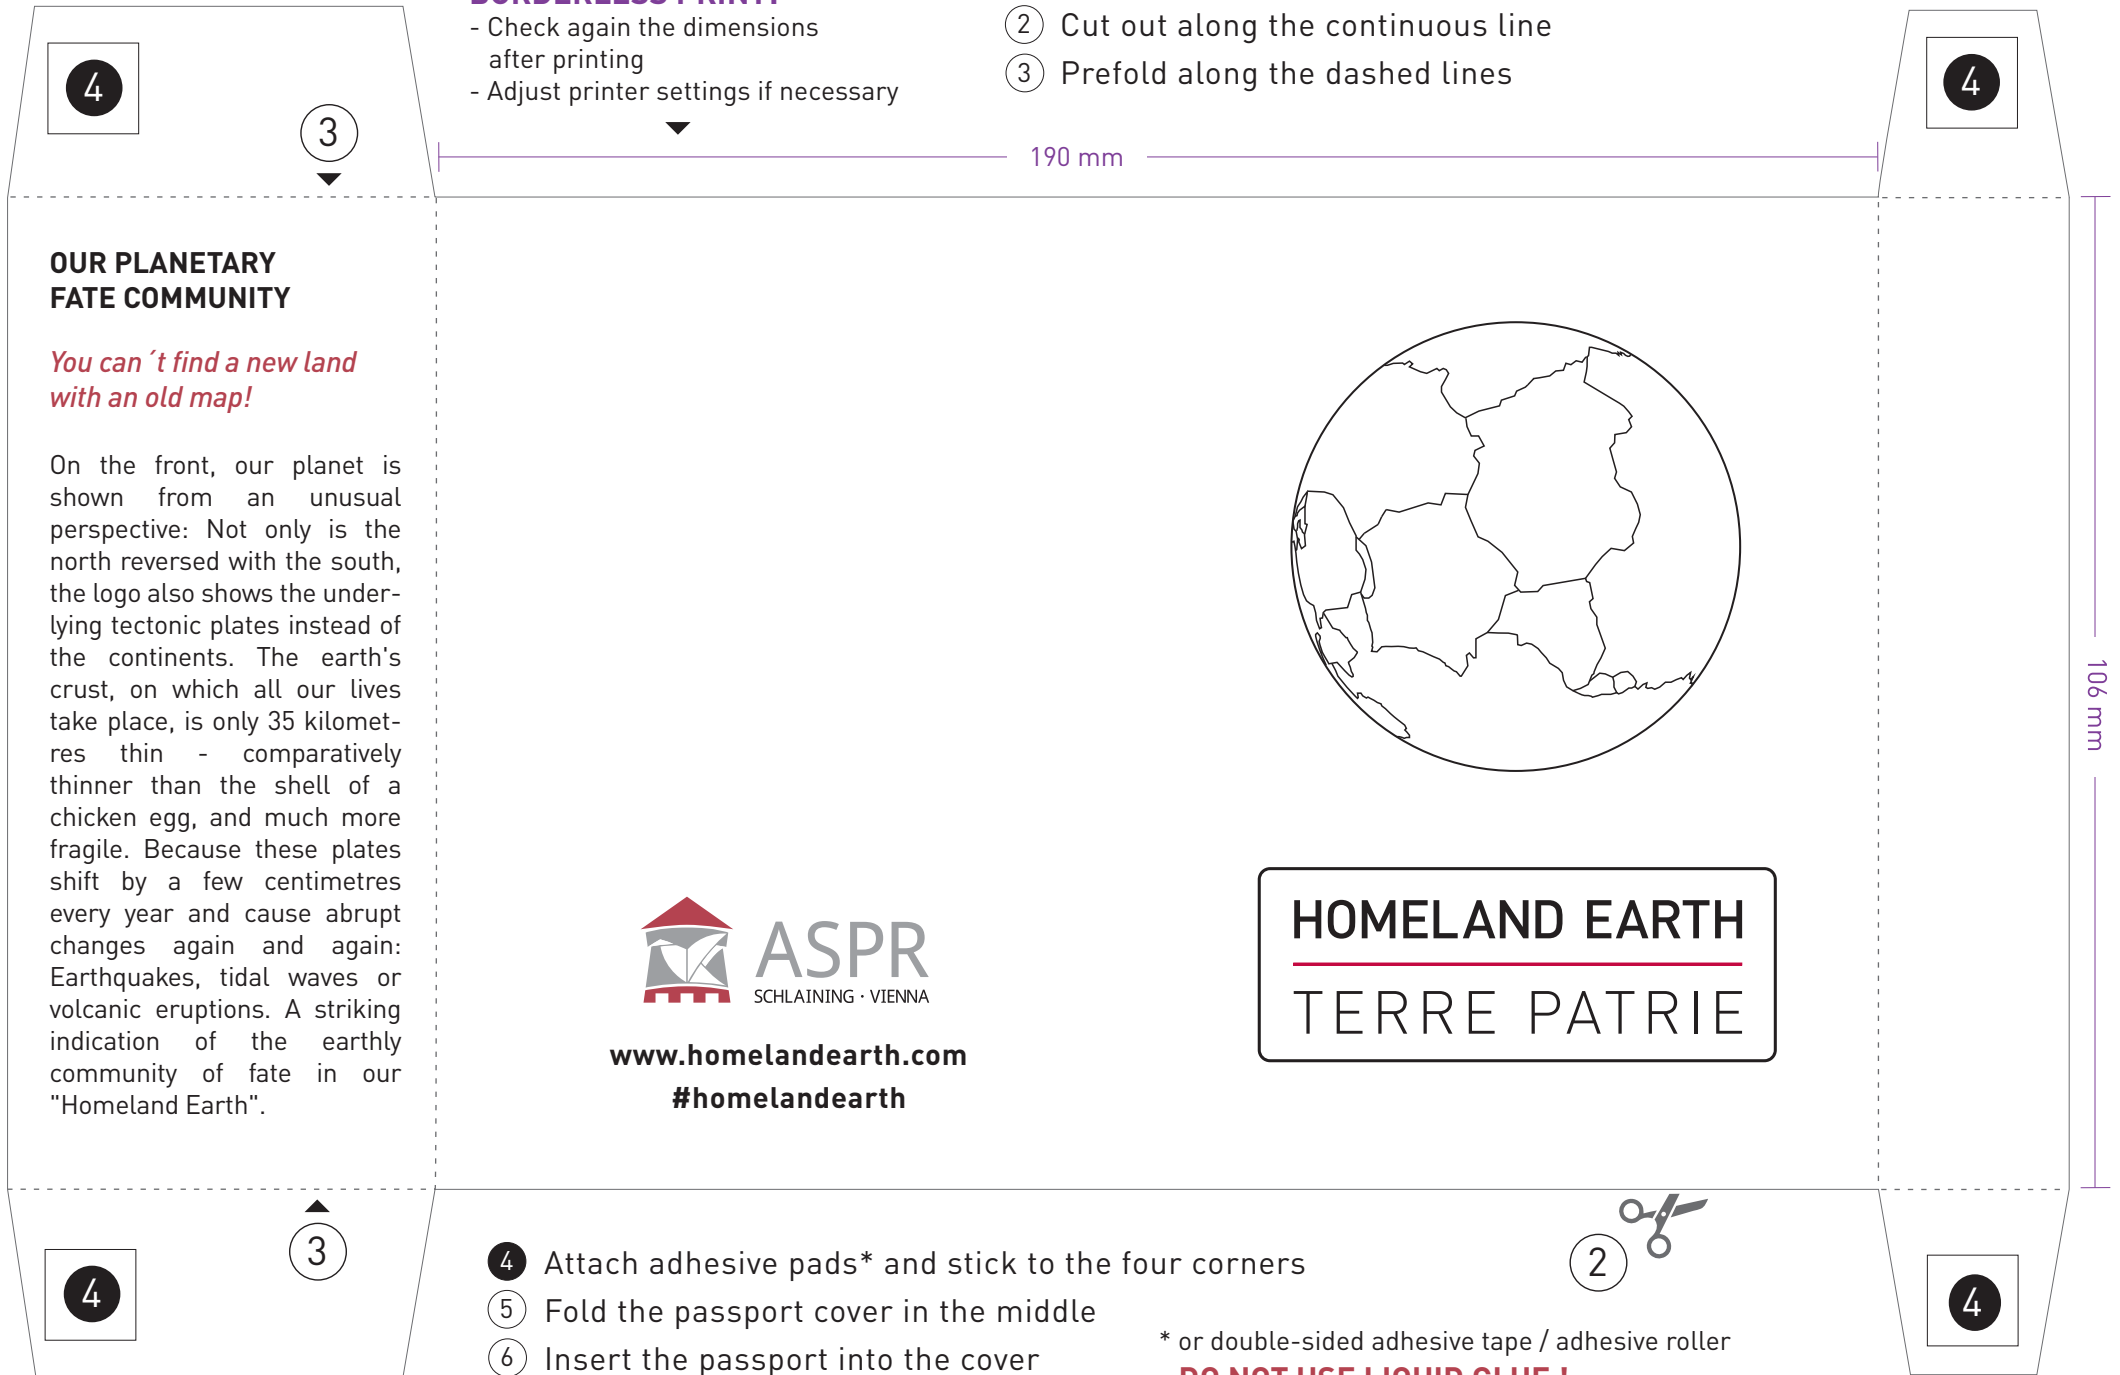 BORDERLESS PRINT!
- Check again the dimensions
after printing
- Adjust printer settings if necessary
2 Cut out along the continuous line
3 Prefold along the dashed lines
4
3
4
190 mm
106 mm
OUR PLANETARY
FATE COMMUNITY
You can´t find a new land
with an old map!
On the front, our planet is
shown from an unusual
perspective: Not only is the
north reversed with the south,
the logo also shows the under-
lying tectonic plates instead of
the continents. The earth's
crust, on which all our lives
take place, is only 35 kilomet-
res thin - comparatively
thinner than the shell of a
chicken egg, and much more
fragile. Because these plates
shift by a few centimetres
every year and cause abrupt
changes again and again:
Earthquakes, tidal waves or
volcanic eruptions. A striking
indication of the earthly
community of fate in our
"Homeland Earth".
ASPR
SCHLAINING · VIENNA
www.homelandearth.com
#homelandearth
HOMELAND EARTH
TERRE PATRIE
3
4
4 Attach adhesive pads* and stick to the four corners
5 Fold the passport cover in the middle
6 Insert the passport into the cover
2
* or double-sided adhesive tape / adhesive roller
DO NOT USE LIQUID GLUE !
4